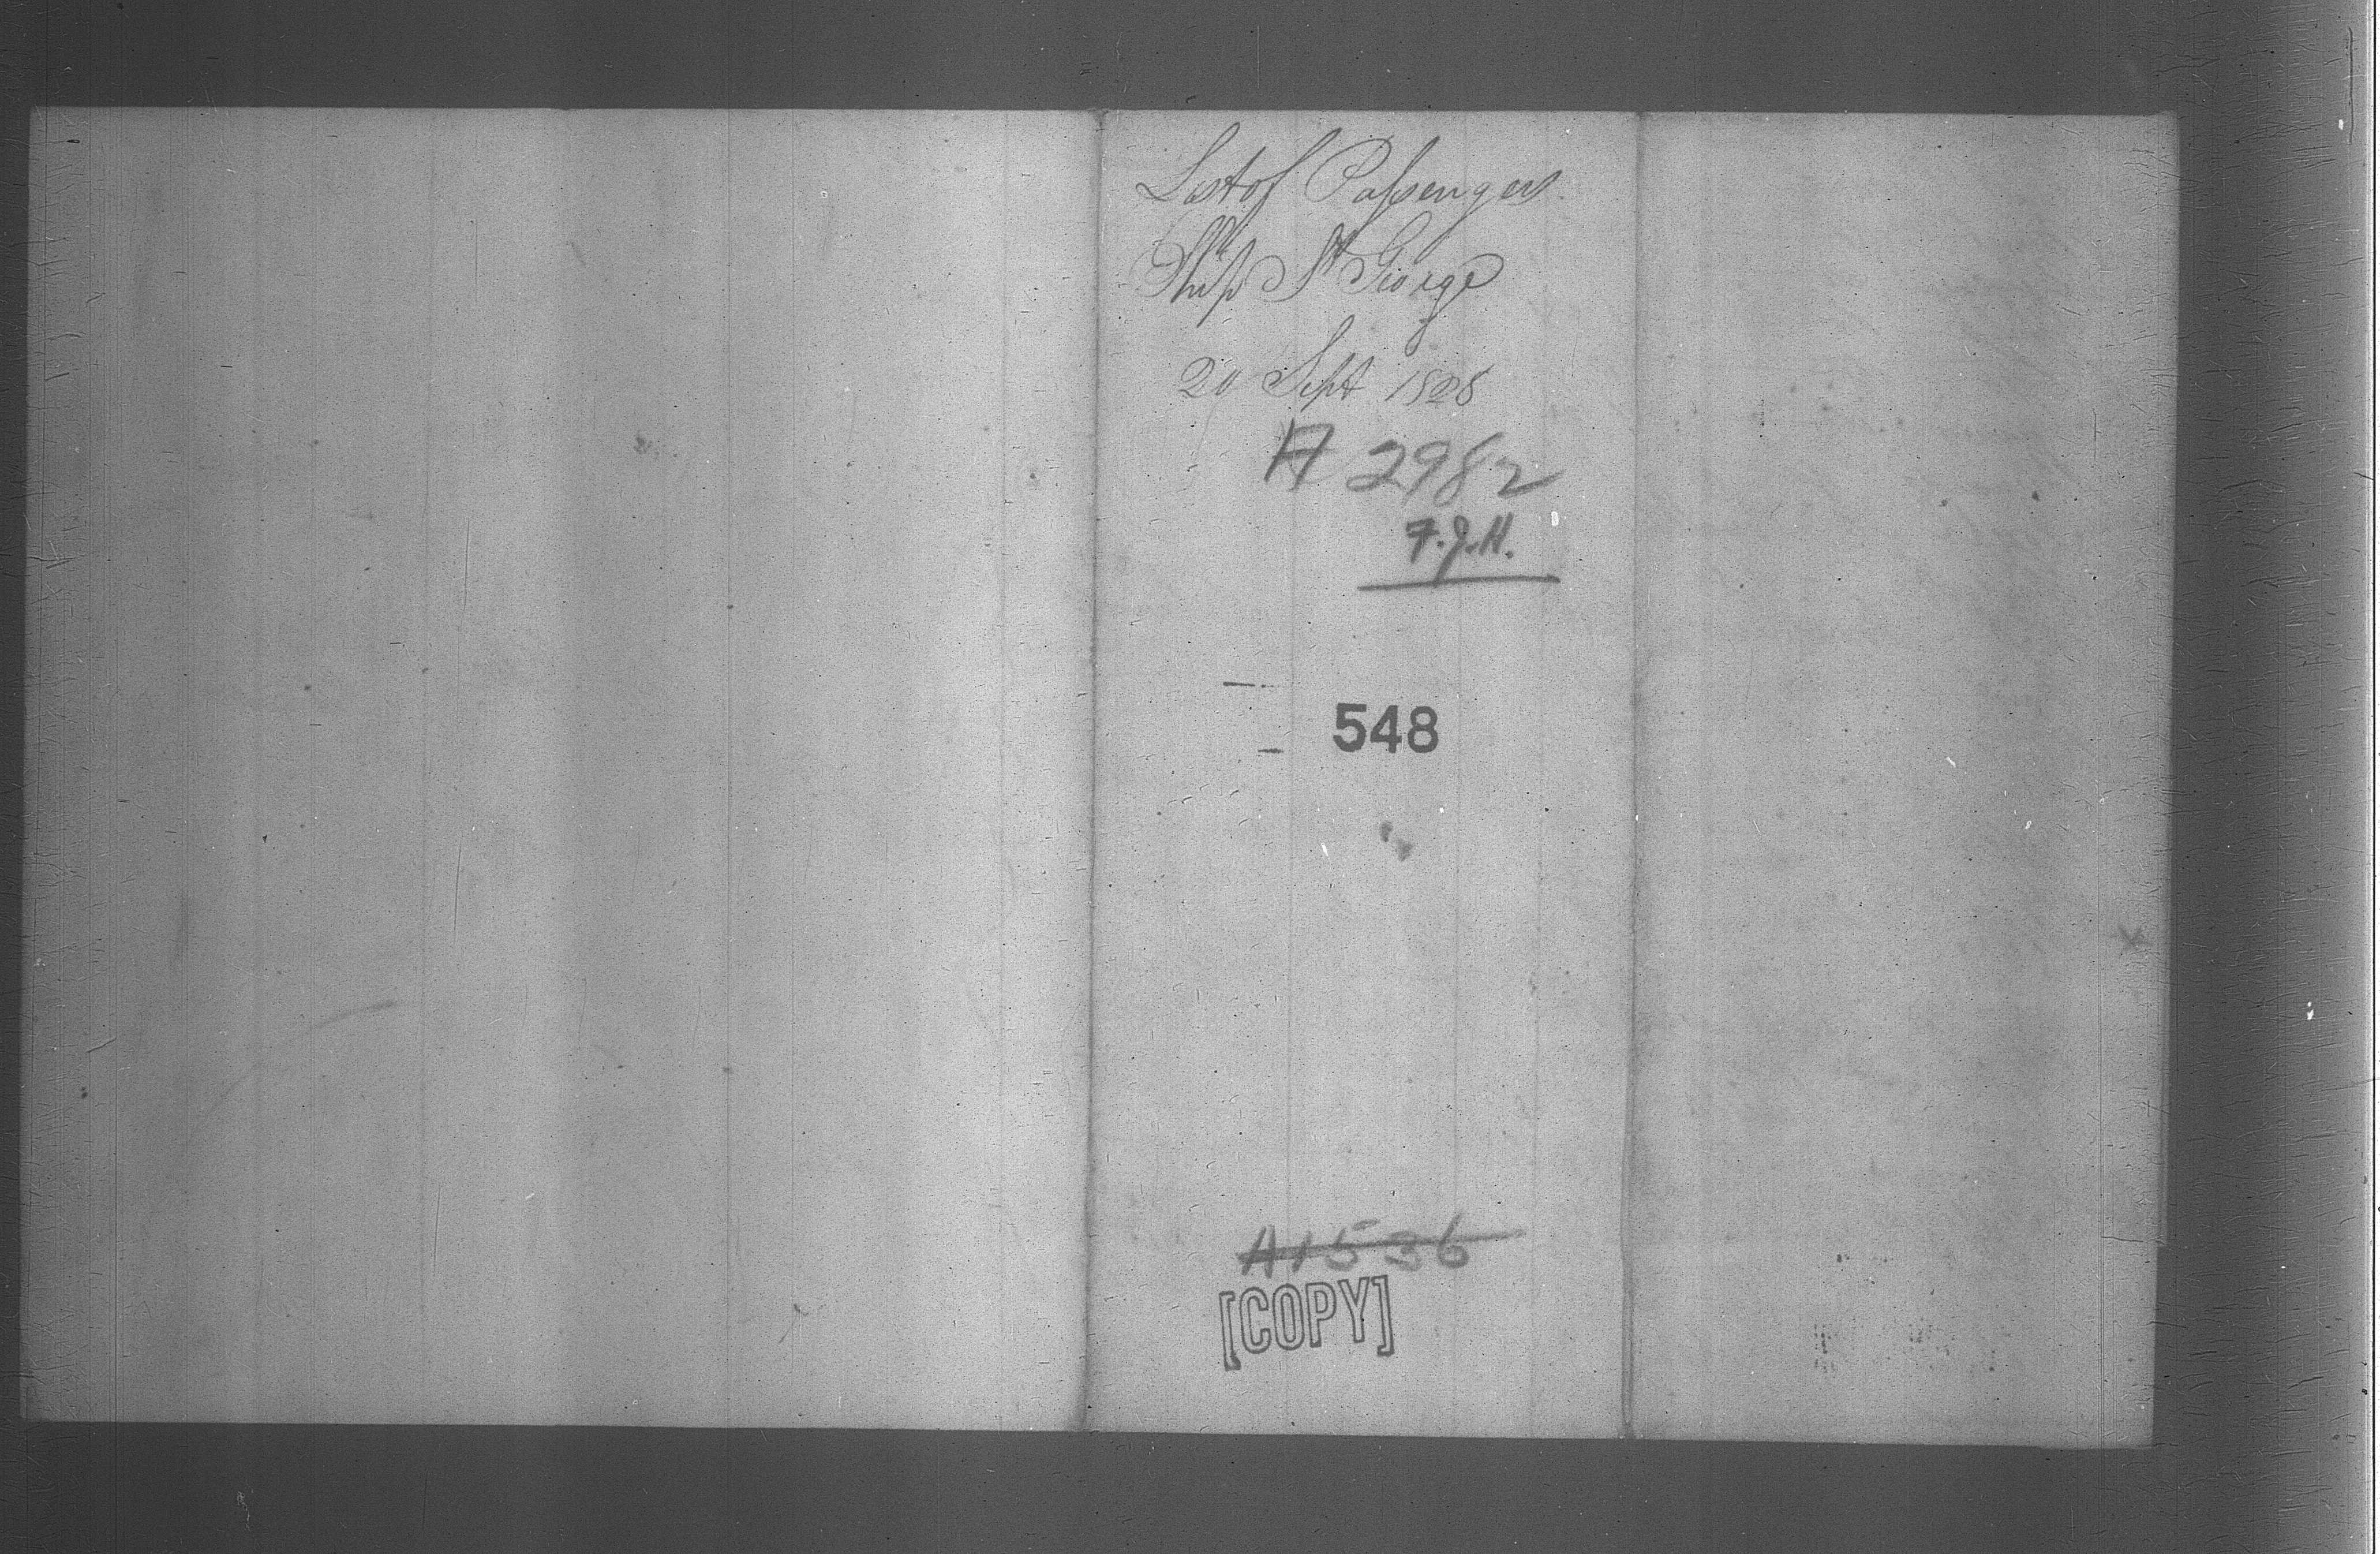 List of Passengers
Ship St George
20 Sept 1828
A 2982
F.J.H.
548
A1536
[COPY]